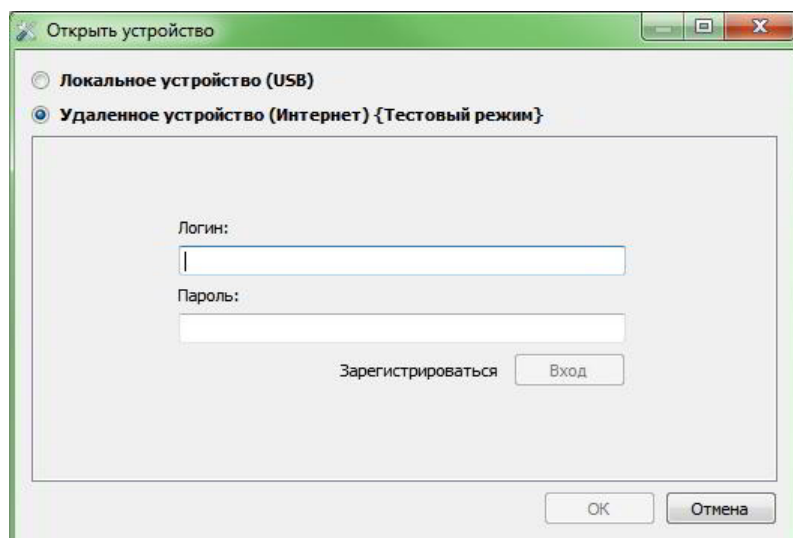 Открыть устройство
Локальное устройство (USB)
Удаленное устройство (Интернет) {Тестовый режим}
Логин:
Пароль:
Зарегистрироваться Вход
OK Отмена